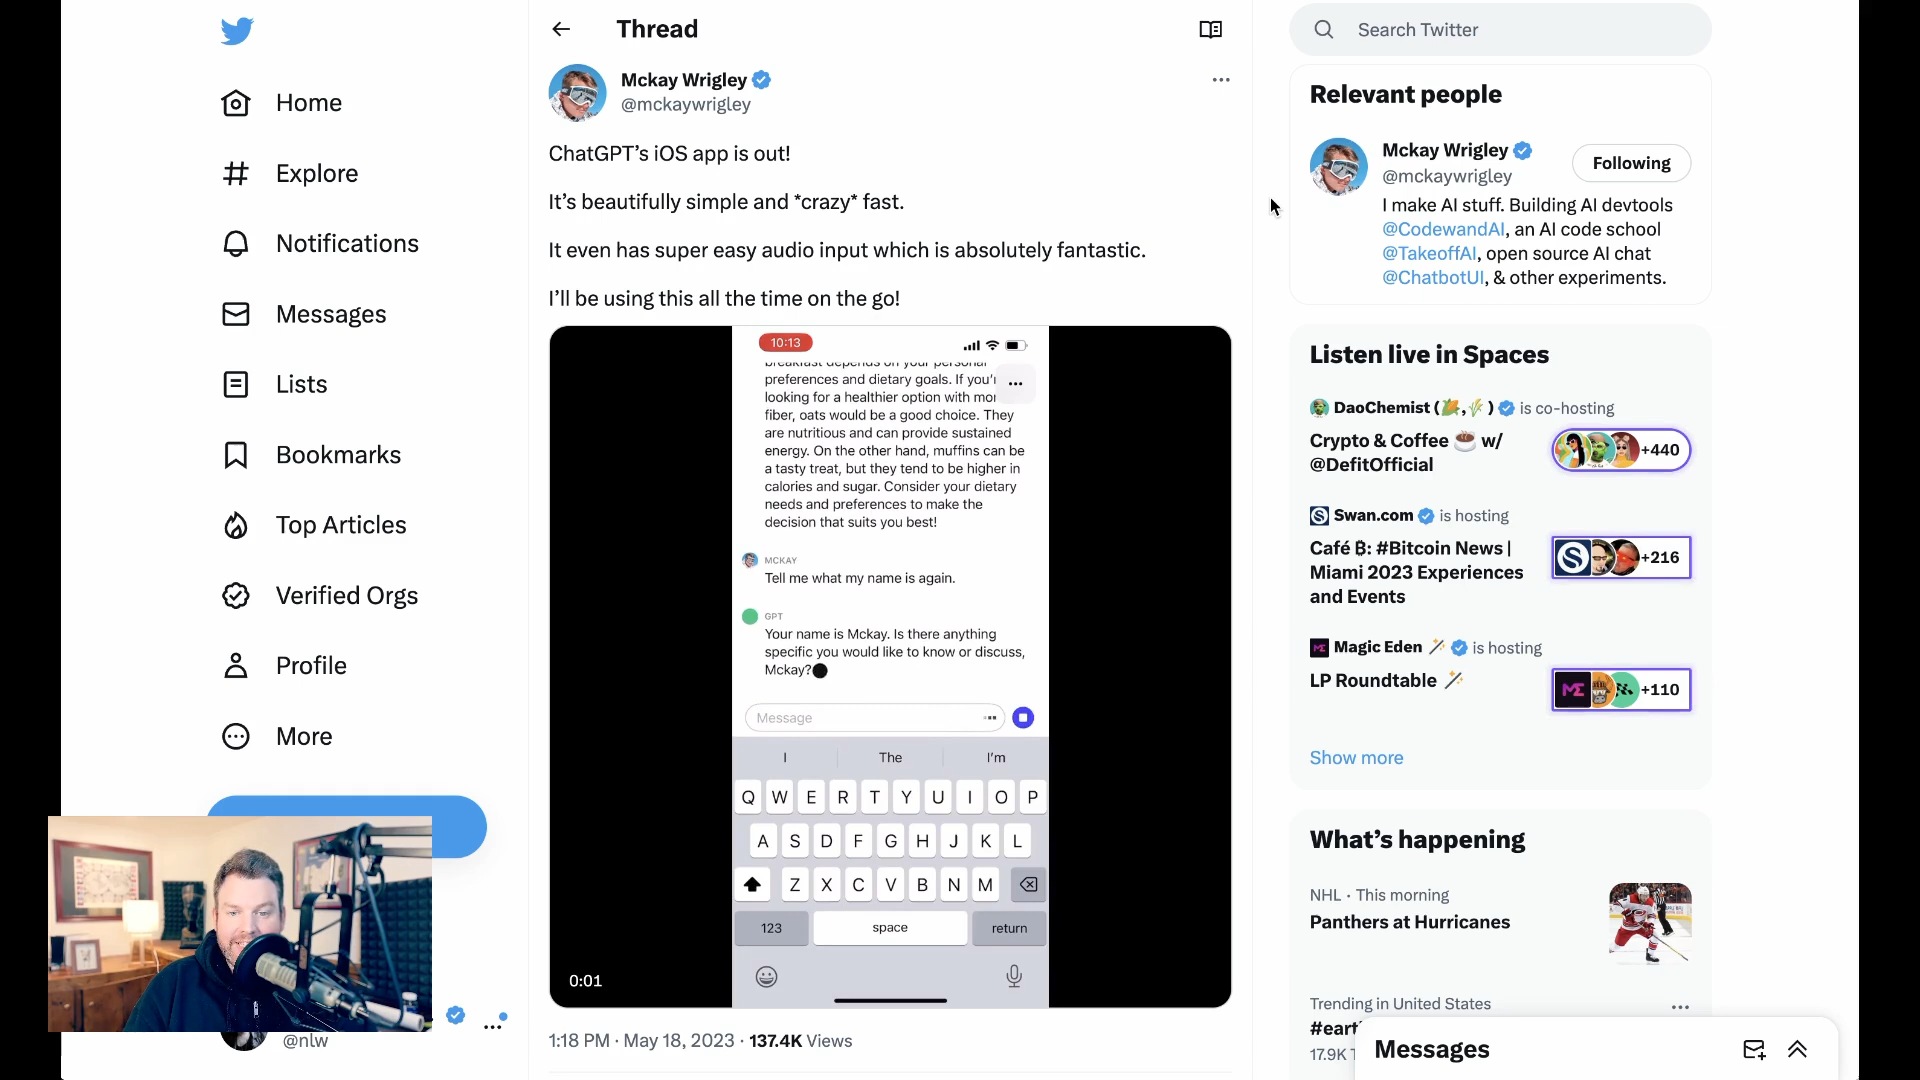 Home
Explore
Notifications
Messages
Lists
Bookmarks
Top Articles
Verified Orgs
Profile
More
@nlw
Thread
Mckay Wrigley
@mckaywrigley
ChatGPT’s iOS app is out!
It’s beautifully simple and *crazy* fast.
It even has super easy audio input which is absolutely fantastic.
I’ll be using this all the time on the go!
10:13
breakfast depends on your personal
preferences and dietary goals. If you'r
looking for a healthier option with mor
fiber, oats would be a good choice. They
are nutritious and can provide sustained
energy. On the other hand, muffins can be
a tasty treat, but they tend to be higher in
calories and sugar. Consider your dietary
needs and preferences to make the
decision that suits you best!
MCKAY
Tell me what my name is again.
GPT
Your name is Mckay. Is there anything
specific you would like to know or discuss,
Mckay?
Message
I The I'm
Q W E R T Y U I O P
A S D F G H J K L
Z X C V B N M
123 space return
0:01
1:18 PM · May 18, 2023 · 137.4K Views
Search Twitter
Relevant people
Mckay Wrigley
@mckaywrigley
Following
I make AI stuff. Building AI devtools
@CodewandAI, an AI code school
@TakeoffAI, open source AI chat
@ChatbotUI, & other experiments.
Listen live in Spaces
DaoChemist (🌽,🌾) is co-hosting
Crypto & Coffee ☕ w/
@DefitOfficial
+440
Swan.com is hosting
Café ₿: #Bitcoin News |
Miami 2023 Experiences
and Events
+216
Magic Eden 🪄 is hosting
LP Roundtable 🪄
+110
Show more
What’s happening
NHL · This morning
Panthers at Hurricanes
Trending in United States
17.9K
Messages